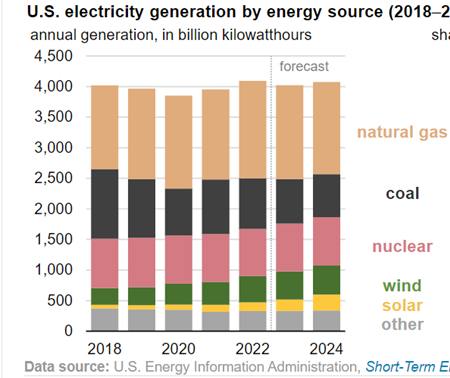 U.S. electricity generation by energy source (2018–2
annual generation, in billion kilowatthours sha
4,500
forecast
4,000
3,500
natural gas
3,000
2,500
coal
2,000
1,500
nuclear
1,000
wind
500
solar
other
0
2018 2020 2022 2024
Data source: U.S. Energy Information Administration, Short-Term E